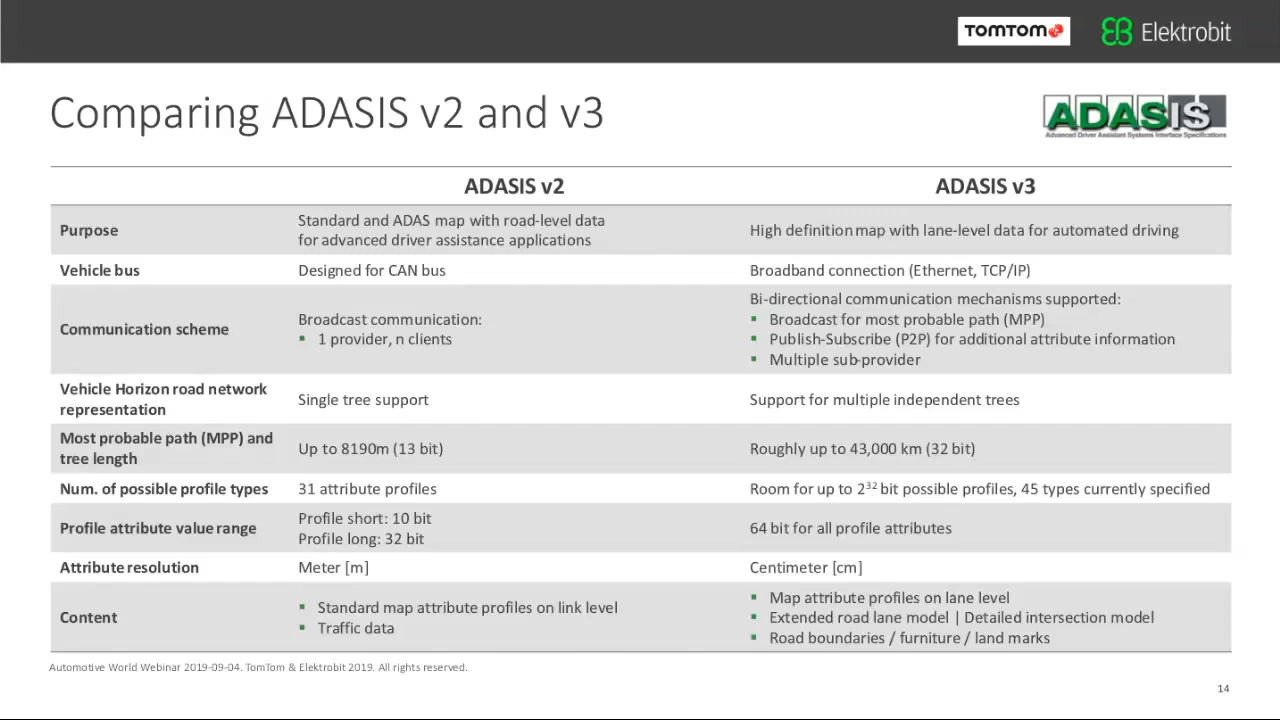 TOMTOM
EB Elektrobit
Comparing ADASIS v2 and v3
ADASIS
Advanced Driver Assistant Systems Interface Specifications
ADASIS v2 ADASIS v3
Purpose
Standard and ADAS map with road-level data
for advanced driver assistance applications
High definition map with lane-level data for automated driving
Vehicle bus
Designed for CAN bus
Broadband connection (Ethernet, TCP/IP)
Communication scheme
Broadcast communication:
▪ 1 provider, n clients
Bi-directional communication mechanisms supported:
▪ Broadcast for most probable path (MPP)
▪ Publish-Subscribe (P2P) for additional attribute information
▪ Multiple sub-provider
Vehicle Horizon road network
representation
Single tree support
Support for multiple independent trees
Most probable path (MPP) and
tree length
Up to 8190m (13 bit)
Roughly up to 43,000 km (32 bit)
Num. of possible profile types
31 attribute profiles
Room for up to 2³² bit possible profiles, 45 types currently specified
Profile attribute value range
Profile short: 10 bit
Profile long: 32 bit
64 bit for all profile attributes
Attribute resolution
Meter [m]
Centimeter [cm]
Content
▪ Standard map attribute profiles on link level
▪ Traffic data
▪ Map attribute profiles on lane level
▪ Extended road lane model | Detailed intersection model
▪ Road boundaries / furniture / land marks
Automotive World Webinar 2019-09-04. TomTom & Elektrobit 2019. All rights reserved.
14